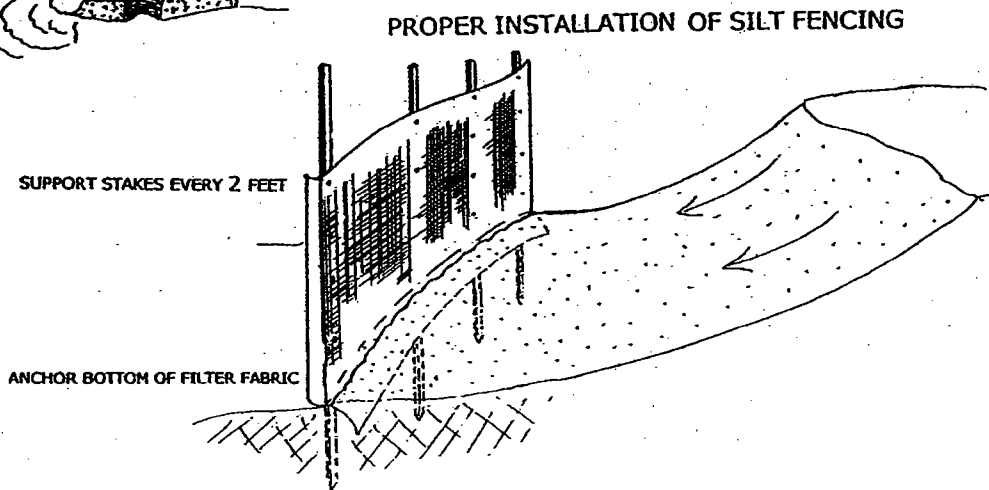 PROPER INSTALLATION OF SILT FENCING
SUPPORT STAKES EVERY 2 FEET
ANCHOR BOTTOM OF FILTER FABRIC